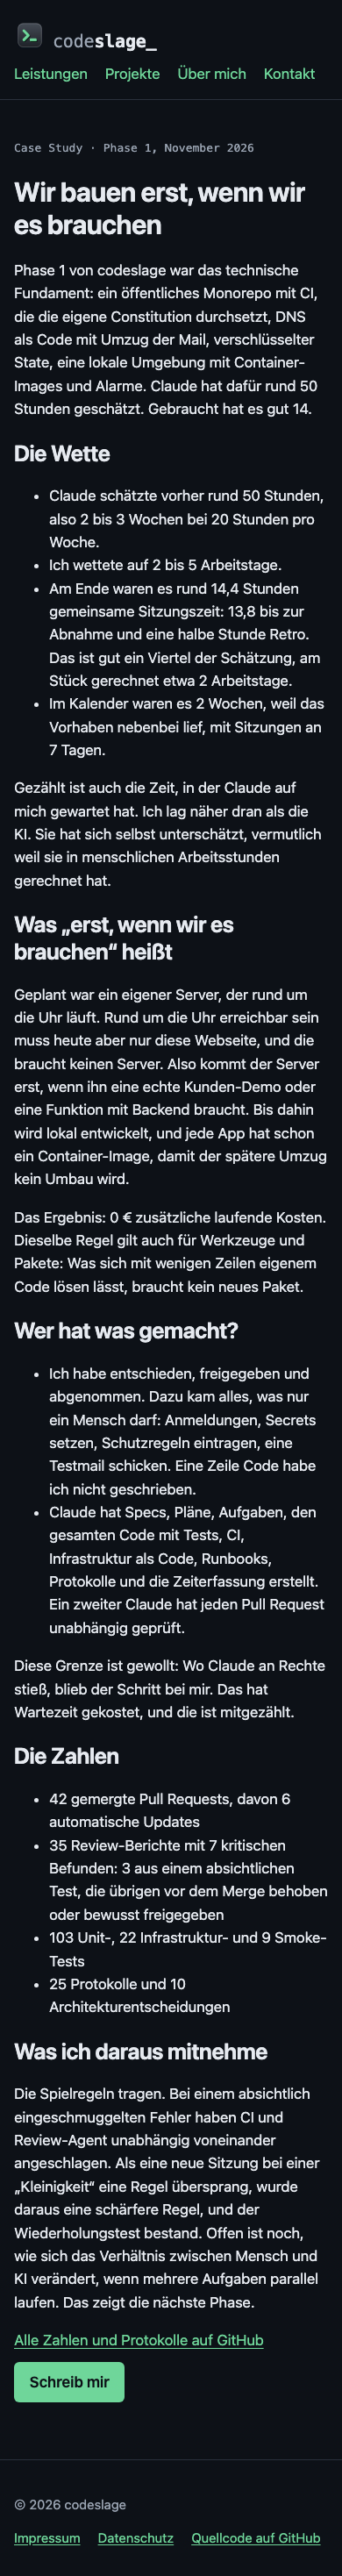 codeslage_
Leistungen Projekte Über mich Kontakt
Case Study · Phase 1, November 2026
Wir bauen erst, wenn wir
es brauchen
Phase 1 von codeslage war das technische
Fundament: ein öffentliches Monorepo mit CI,
die die eigene Constitution durchsetzt, DNS
als Code mit Umzug der Mail, verschlüsselter
State, eine lokale Umgebung mit Container-
Images und Alarme. Claude hat dafür rund 50
Stunden geschätzt. Gebraucht hat es gut 14.
Die Wette
• Claude schätzte vorher rund 50 Stunden,
also 2 bis 3 Wochen bei 20 Stunden pro
Woche.
• Ich wettete auf 2 bis 5 Arbeitstage.
• Am Ende waren es rund 14,4 Stunden
gemeinsame Sitzungszeit: 13,8 bis zur
Abnahme und eine halbe Stunde Retro.
Das ist gut ein Viertel der Schätzung, am
Stück gerechnet etwa 2 Arbeitstage.
• Im Kalender waren es 2 Wochen, weil das
Vorhaben nebenbei lief, mit Sitzungen an
7 Tagen.
Gezählt ist auch die Zeit, in der Claude auf
mich gewartet hat. Ich lag näher dran als die
KI. Sie hat sich selbst unterschätzt, vermutlich
weil sie in menschlichen Arbeitsstunden
gerechnet hat.
Was „erst, wenn wir es
brauchen“ heißt
Geplant war ein eigener Server, der rund um
die Uhr läuft. Rund um die Uhr erreichbar sein
muss heute aber nur diese Webseite, und die
braucht keinen Server. Also kommt der Server
erst, wenn ihn eine echte Kunden-Demo oder
eine Funktion mit Backend braucht. Bis dahin
wird lokal entwickelt, und jede App hat schon
ein Container-Image, damit der spätere Umzug
kein Umbau wird.
Das Ergebnis: 0 € zusätzliche laufende Kosten.
Dieselbe Regel gilt auch für Werkzeuge und
Pakete: Was sich mit wenigen Zeilen eigenem
Code lösen lässt, braucht kein neues Paket.
Wer hat was gemacht?
• Ich habe entschieden, freigegeben und
abgenommen. Dazu kam alles, was nur
ein Mensch darf: Anmeldungen, Secrets
setzen, Schutzregeln eintragen, eine
Testmail schicken. Eine Zeile Code habe
ich nicht geschrieben.
• Claude hat Specs, Pläne, Aufgaben, den
gesamten Code mit Tests, CI,
Infrastruktur als Code, Runbooks,
Protokolle und die Zeiterfassung erstellt.
Ein zweiter Claude hat jeden Pull Request
unabhängig geprüft.
Diese Grenze ist gewollt: Wo Claude an Rechte
stieß, blieb der Schritt bei mir. Das hat
Wartezeit gekostet, und die ist mitgezählt.
Die Zahlen
• 42 gemergte Pull Requests, davon 6
automatische Updates
• 35 Review-Berichte mit 7 kritischen
Befunden: 3 aus einem absichtlichen
Test, die übrigen vor dem Merge behoben
oder bewusst freigegeben
• 103 Unit-, 22 Infrastruktur- und 9 Smoke-
Tests
• 25 Protokolle und 10
Architekturentscheidungen
Was ich daraus mitnehme
Die Spielregeln tragen. Bei einem absichtlich
eingeschmuggelten Fehler haben CI und
Review-Agent unabhängig voneinander
angeschlagen. Als eine neue Sitzung bei einer
„Kleinigkeit“ eine Regel übersprang, wurde
daraus eine schärfere Regel, und der
Wiederholungstest bestand. Offen ist noch,
wie sich das Verhältnis zwischen Mensch und
KI verändert, wenn mehrere Aufgaben parallel
laufen. Das zeigt die nächste Phase.
Alle Zahlen und Protokolle auf GitHub
Schreib mir
© 2026 codeslage
Impressum Datenschutz Quellcode auf GitHub